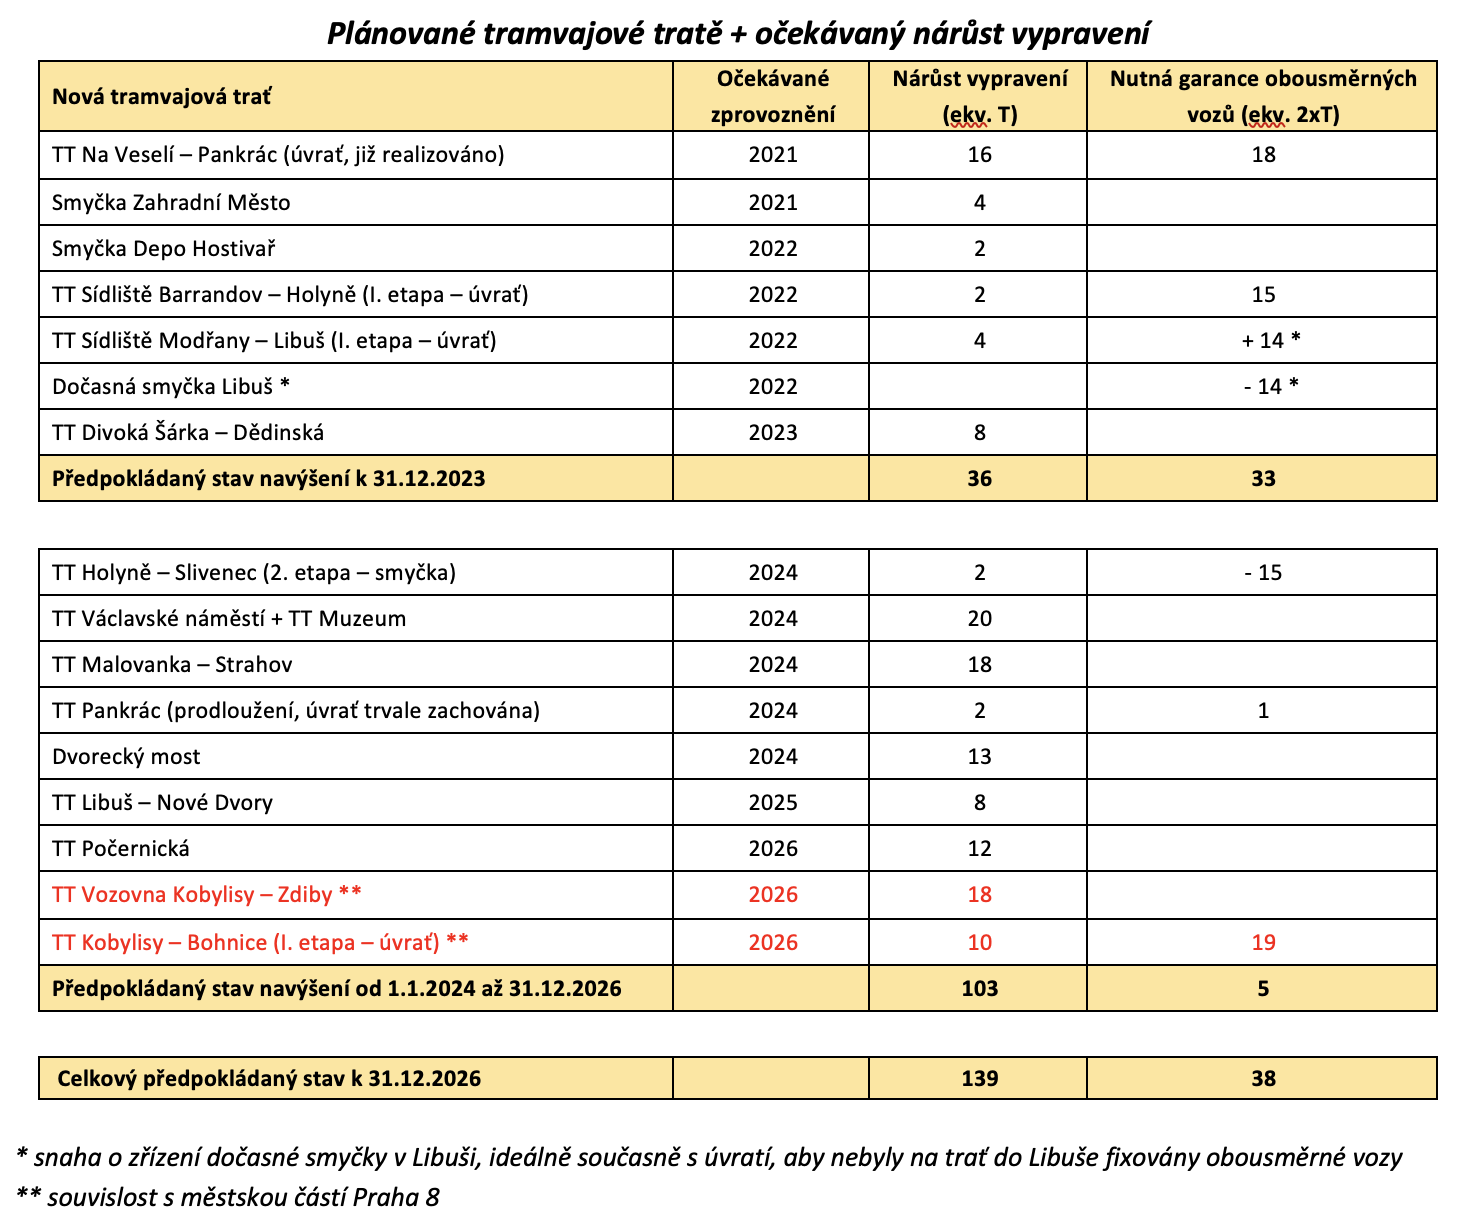 Plánované tramvajové tratě + očekávaný nárůst vypravení
Nová tramvajová trať Očekávané zprovoznění Nárůst vypravení (ekv. T) Nutná garance obousměrných vozů (ekv. 2xT)
TT Na Veselí – Pankrác (úvrať, již realizováno) 2021 16 18
Smyčka Zahradní Město 2021 4
Smyčka Depo Hostivař 2022 2
TT Sídliště Barrandov – Holyně (I. etapa – úvrať) 2022 2 15
TT Sídliště Modřany – Libuš (I. etapa – úvrať) 2022 4 + 14 *
Dočasná smyčka Libuš * 2022 - 14 *
TT Divoká Šárka – Dědinská 2023 8
Předpokládaný stav navýšení k 31.12.2023 36 33
TT Holyně – Slivenec (2. etapa – smyčka) 2024 2 - 15
TT Václavské náměstí + TT Muzeum 2024 20
TT Malovanka – Strahov 2024 18
TT Pankrác (prodloužení, úvrať trvale zachována) 2024 2 1
Dvorecký most 2024 13
TT Libuš – Nové Dvory 2025 8
TT Počernická 2026 12
TT Vozovna Kobylisy – Zdiby ** 2026 18
TT Kobylisy – Bohnice (I. etapa – úvrať) ** 2026 10 19
Předpokládaný stav navýšení od 1.1.2024 až 31.12.2026 103 5
Celkový předpokládaný stav k 31.12.2026 139 38
* snaha o zřízení dočasné smyčky v Libuši, ideálně současně s úvratí, aby nebyly na trať do Libuše fixovány obousměrné vozy
** souvislost s městskou částí Praha 8